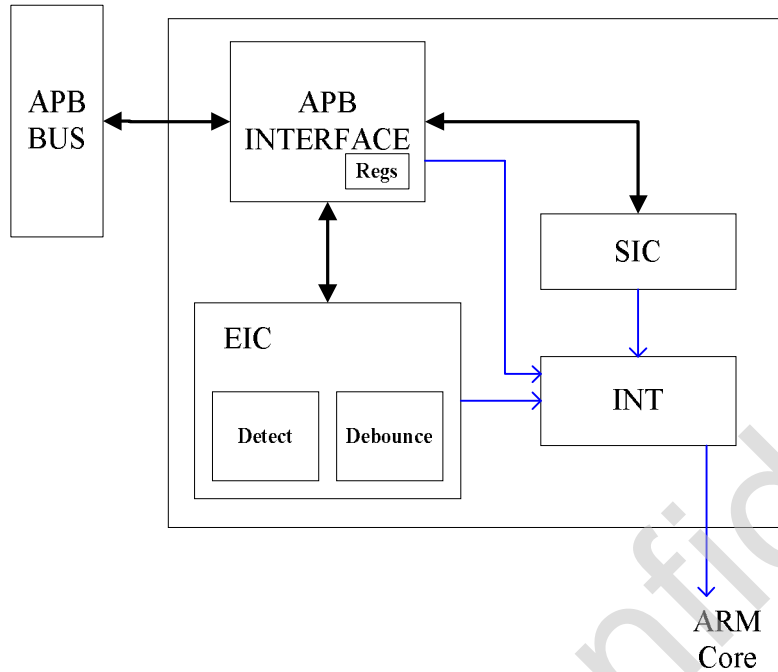 APB
BUS
APB
INTERFACE
Regs
SIC
EIC
INT
Detect
Debounce
ARM
Core